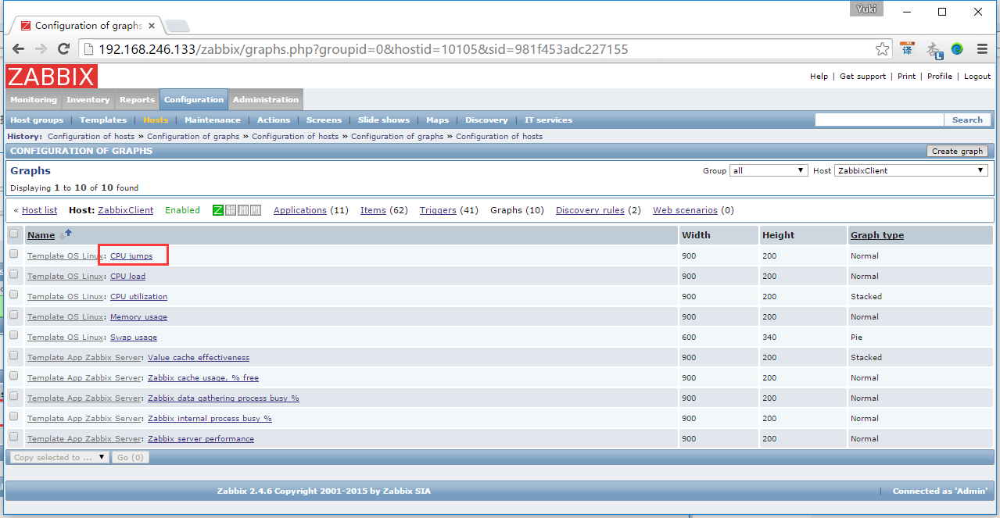 Yuki
Configuration of graphs
192.168.246.133/zabbix/graphs.php?groupid=0&hostid=10105&sid=981f453adc227155
译
ZABBIX
Help | Get support | Print | Profile | Logout
Monitoring Inventory Reports Configuration Administration
Host groups | Templates | Hosts | Maintenance | Actions | Screens | Slide shows | Maps | Discovery | IT services Search
History: Configuration of hosts » Configuration of graphs » Configuration of hosts » Configuration of graphs » Configuration of hosts
CONFIGURATION OF GRAPHS Create graph
Graphs Group all Host ZabbixClient
Displaying 1 to 10 of 10 found
« Host list Host: ZabbixClient Enabled Z Applications (11) Items (62) Triggers (41) Graphs (10) Discovery rules (2) Web scenarios (0)
Name Width Height Graph type
Template OS Linux: CPU jumps 900 200 Normal
Template OS Linux: CPU load 900 200 Normal
Template OS Linux: CPU utilization 900 200 Stacked
Template OS Linux: Memory usage 900 200 Normal
Template OS Linux: Swap usage 600 340 Pie
Template App Zabbix Server: Value cache effectiveness 900 200 Stacked
Template App Zabbix Server: Zabbix cache usage, % free 900 200 Normal
Template App Zabbix Server: Zabbix data gathering process busy % 900 200 Normal
Template App Zabbix Server: Zabbix internal process busy % 900 200 Normal
Template App Zabbix Server: Zabbix server performance 900 200 Normal
Copy selected to ... Go (0)
Zabbix 2.4.6 Copyright 2001-2015 by Zabbix SIA | Connected as 'Admin'